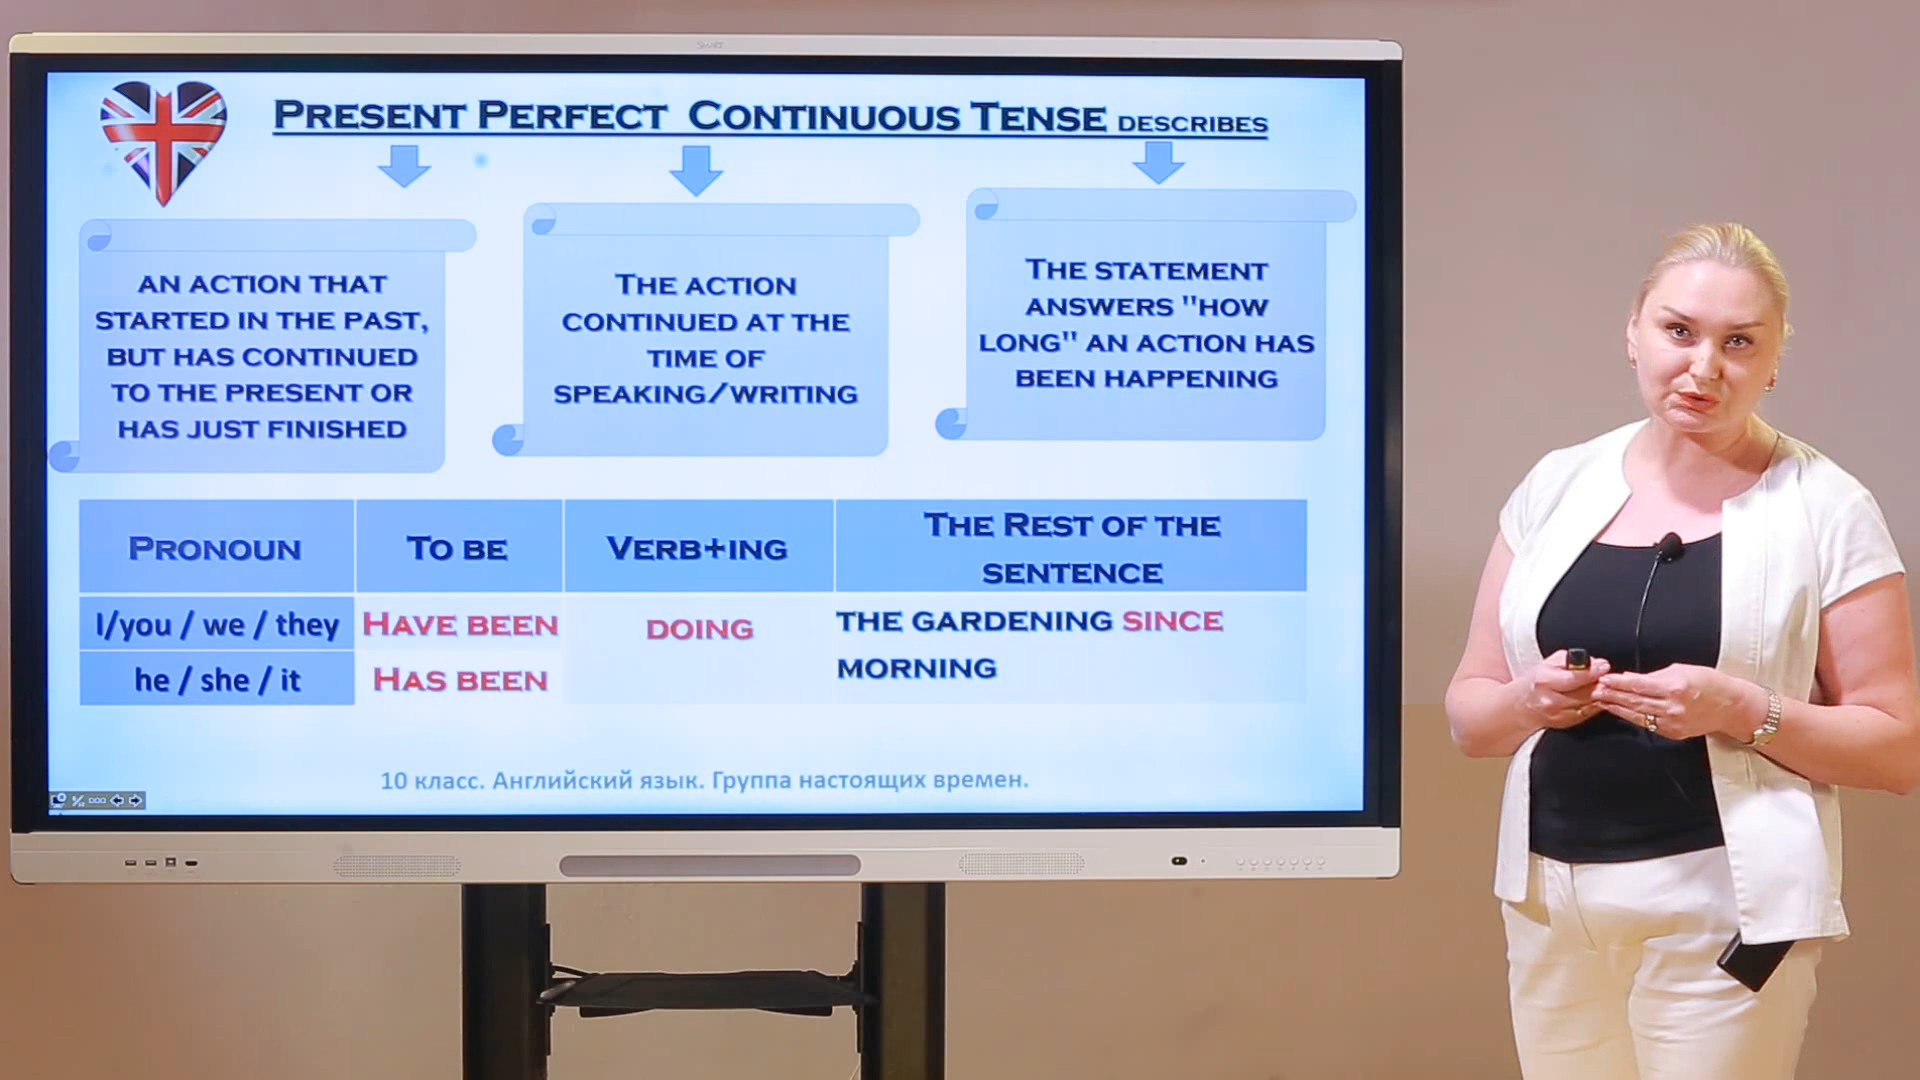 SMART
PRESENT PERFECT CONTINUOUS TENSE DESCRIBES
AN ACTION THAT
STARTED IN THE PAST,
BUT HAS CONTINUED
TO THE PRESENT OR
HAS JUST FINISHED
THE ACTION
CONTINUED AT THE
TIME OF
SPEAKING/WRITING
THE STATEMENT
ANSWERS "HOW
LONG" AN ACTION HAS
BEEN HAPPENING
PRONOUN
TO BE
VERB+ING
THE REST OF THE
SENTENCE
I/you / we / they
HAVE BEEN
DOING
THE GARDENING SINCE
MORNING
he / she / it
HAS BEEN
10 класс. Английский язык. Группа настоящих времен.